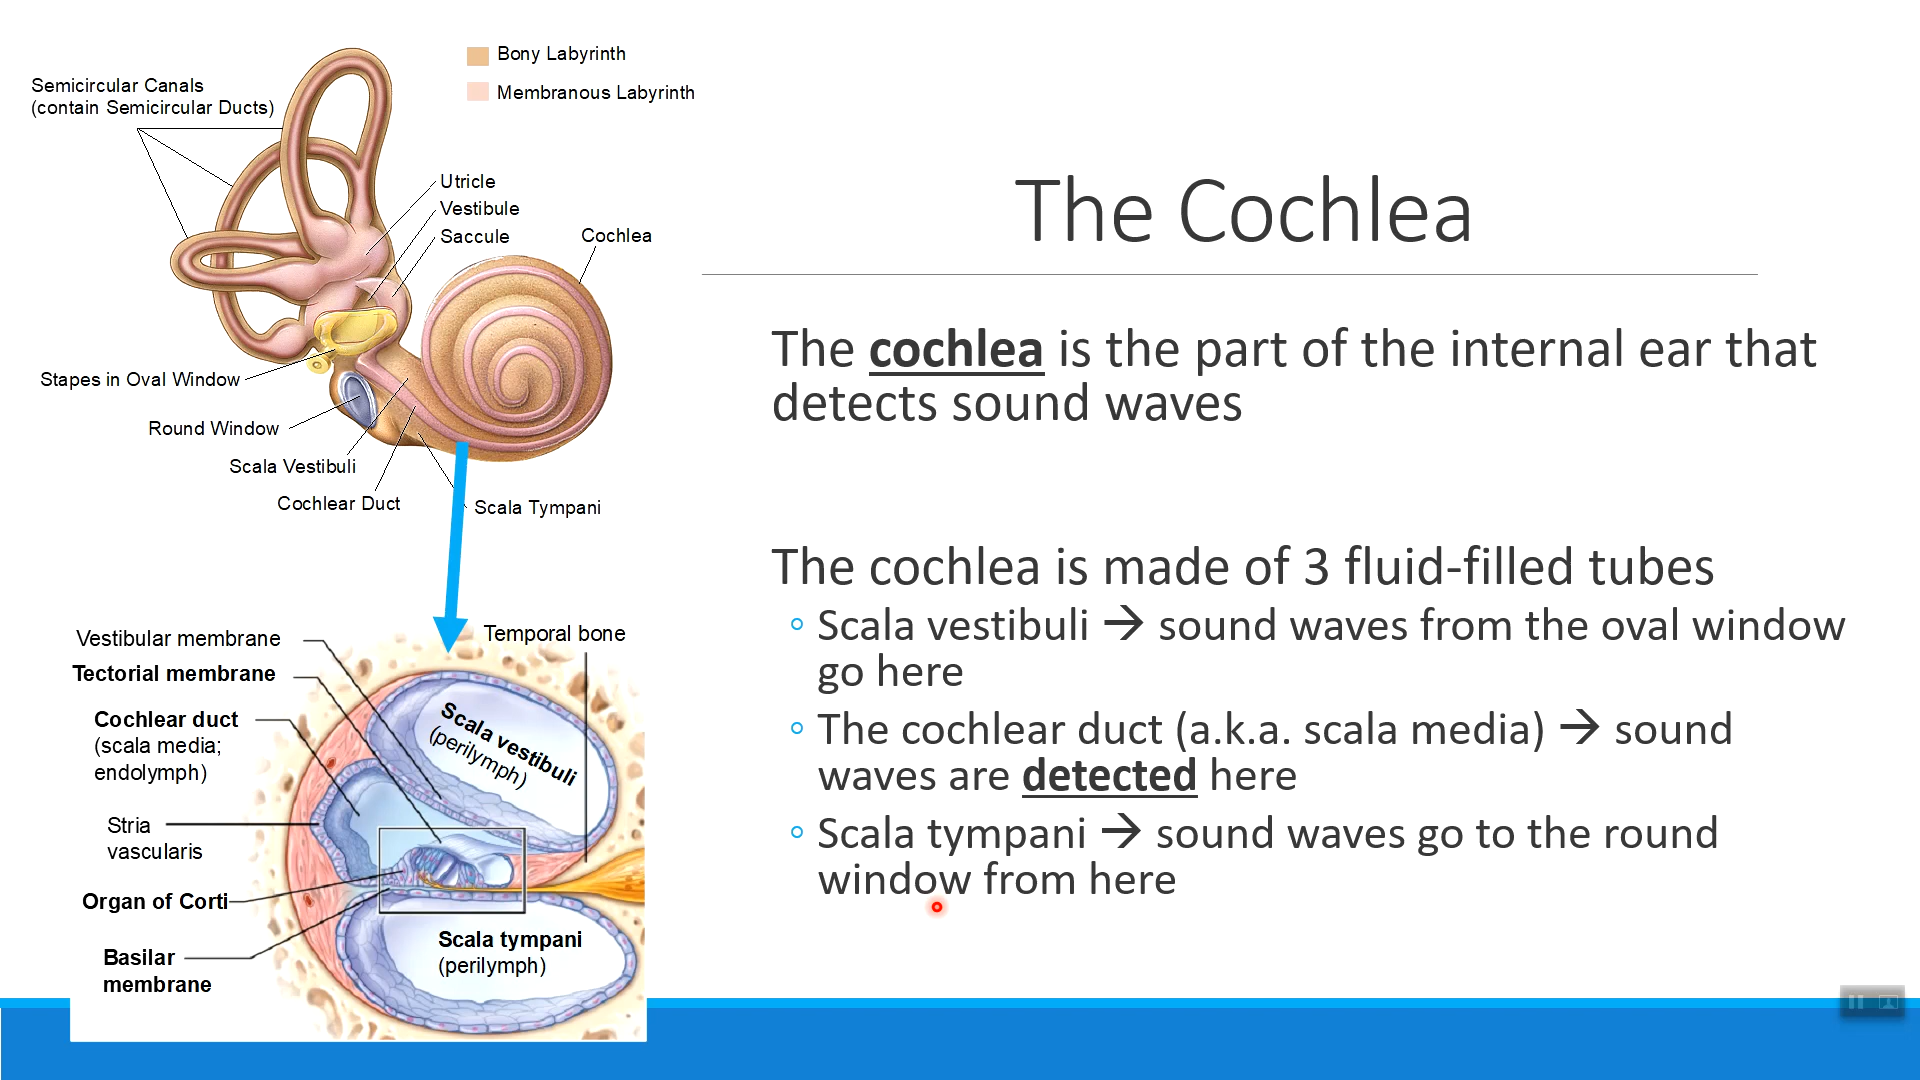 Bony Labyrinth
Membranous Labyrinth
Semicircular Canals
(contain Semicircular Ducts)
Utricle
Vestibule
Saccule
Cochlea
Stapes in Oval Window
Round Window
Scala Vestibuli
Cochlear Duct
Scala Tympani
Vestibular membrane
Temporal bone
Tectorial membrane
Cochlear duct
(scala media;
endolymph)
Scala vestibuli
(perilymph)
Stria
vascularis
Organ of Corti
Basilar
membrane
Scala tympani
(perilymph)
The Cochlea
The cochlea is the part of the internal ear that
detects sound waves
The cochlea is made of 3 fluid-filled tubes
◦ Scala vestibuli → sound waves from the oval window
go here
◦ The cochlear duct (a.k.a. scala media) → sound
waves are detected here
◦ Scala tympani → sound waves go to the round
window from here